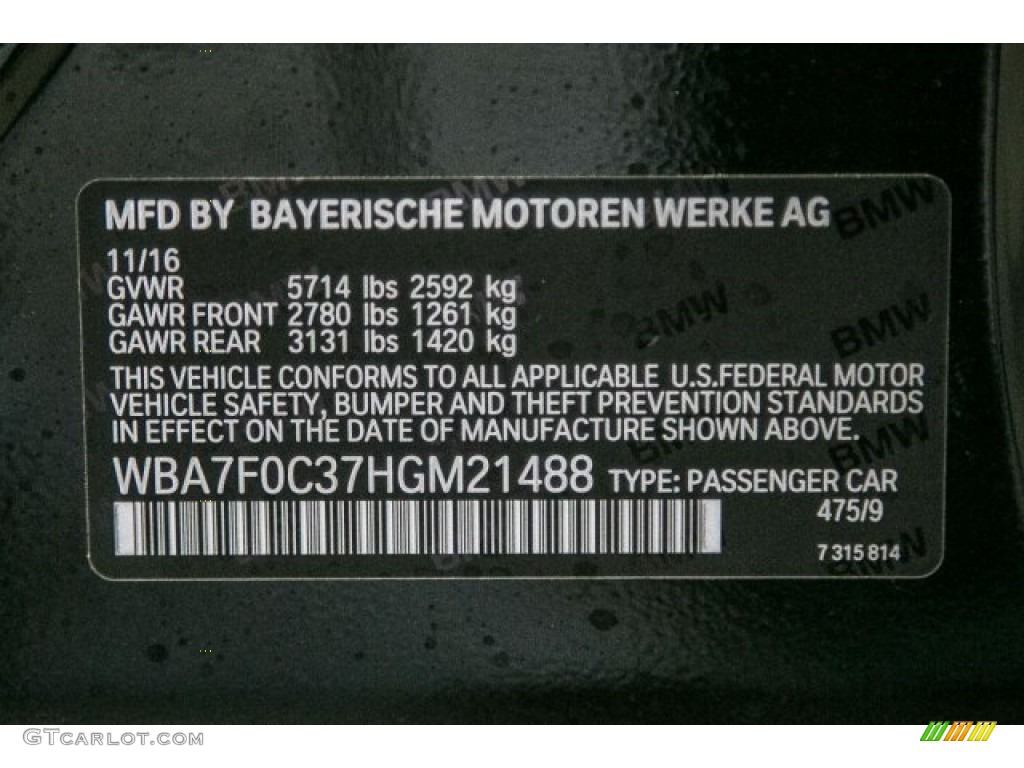 MFD BY BAYERISCHE MOTOREN WERKE AG
11/16
GVWR 5714 lbs 2592 kg
GAWR FRONT 2780 lbs 1261 kg
GAWR REAR 3131 lbs 1420 kg
THIS VEHICLE CONFORMS TO ALL APPLICABLE U.S.FEDERAL MOTOR
VEHICLE SAFETY, BUMPER AND THEFT PREVENTION STANDARDS
IN EFFECT ON THE DATE OF MANUFACTURE SHOWN ABOVE.
WBA7F0C37HGM21488 TYPE: PASSENGER CAR
475/9
7 315 814
BMW
BMW
BMW
BMW
BMW
GTcarlot.com